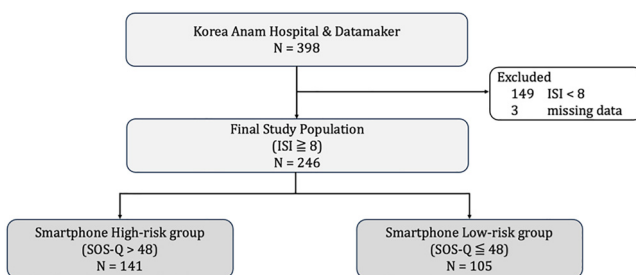 Korea Anam Hospital & Datamaker
N = 398
Excluded
149 ISI < 8
3 missing data
Final Study Population
(ISI ≧ 8)
N = 246
Smartphone High-risk group
(SOS-Q > 48)
N = 141
Smartphone Low-risk group
(SOS-Q ≦ 48)
N = 105